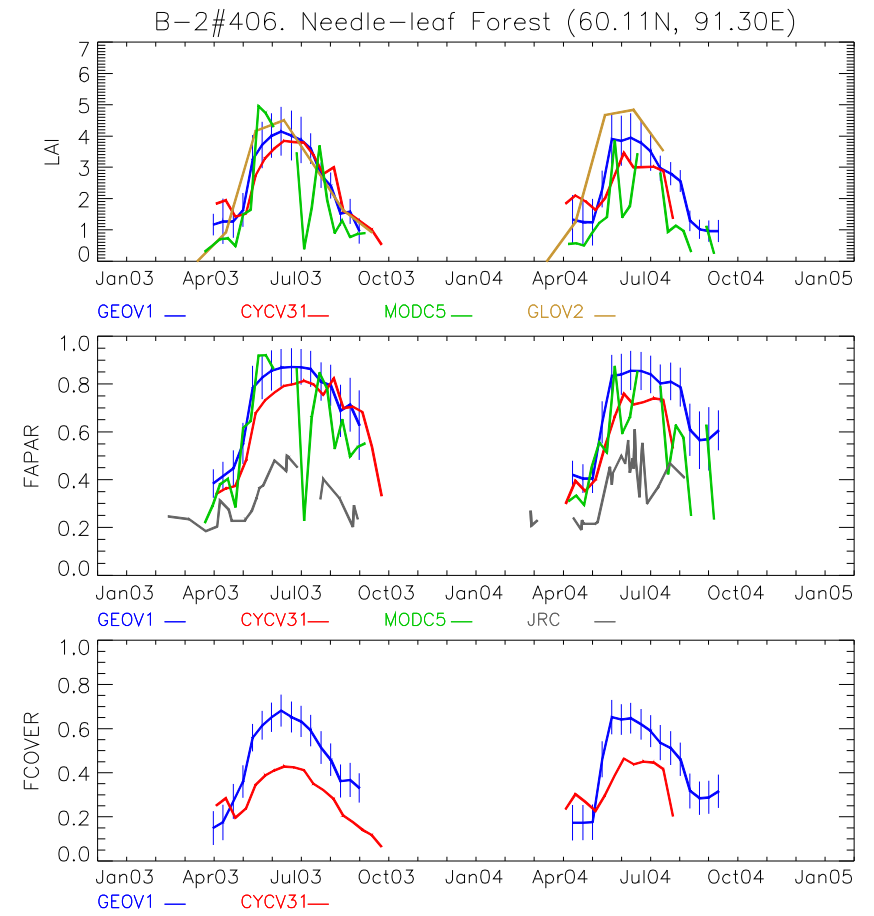 B-2#406. Needle-leaf Forest (60.11N, 91.30E)
7
6
5
4
3
2
1
0
LAI
Jan03 Apr03 Jul03 Oct03 Jan04 Apr04 Jul04 Oct04 Jan05
GEOV1 CYCV31 MODC5 GLOV2
1.0
0.8
0.6
0.4
0.2
0.0
FAPAR
Jan03 Apr03 Jul03 Oct03 Jan04 Apr04 Jul04 Oct04 Jan05
GEOV1 CYCV31 MODC5 JRC
1.0
0.8
0.6
0.4
0.2
0.0
FCOVER
Jan03 Apr03 Jul03 Oct03 Jan04 Apr04 Jul04 Oct04 Jan05
GEOV1 CYCV31